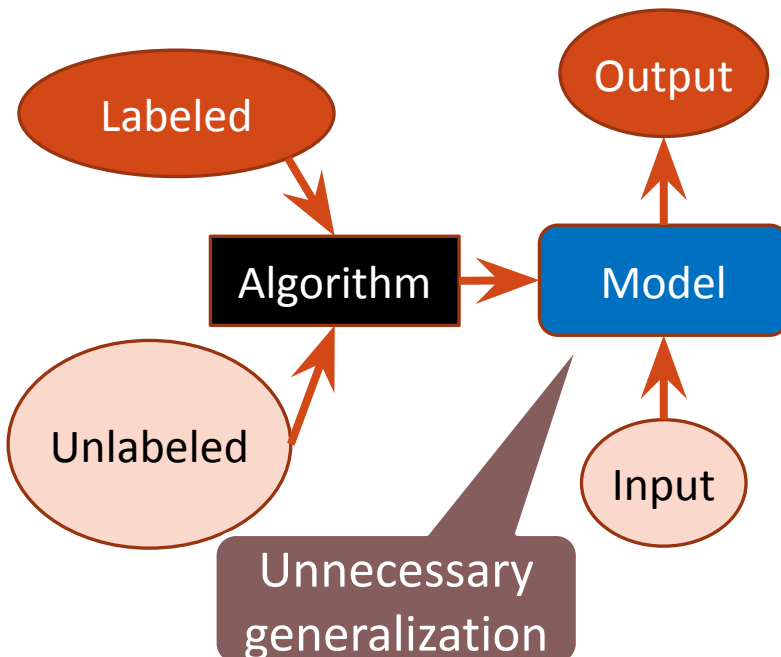 Labeled
Output
Algorithm
Model
Unlabeled
Input
Unnecessary
generalization